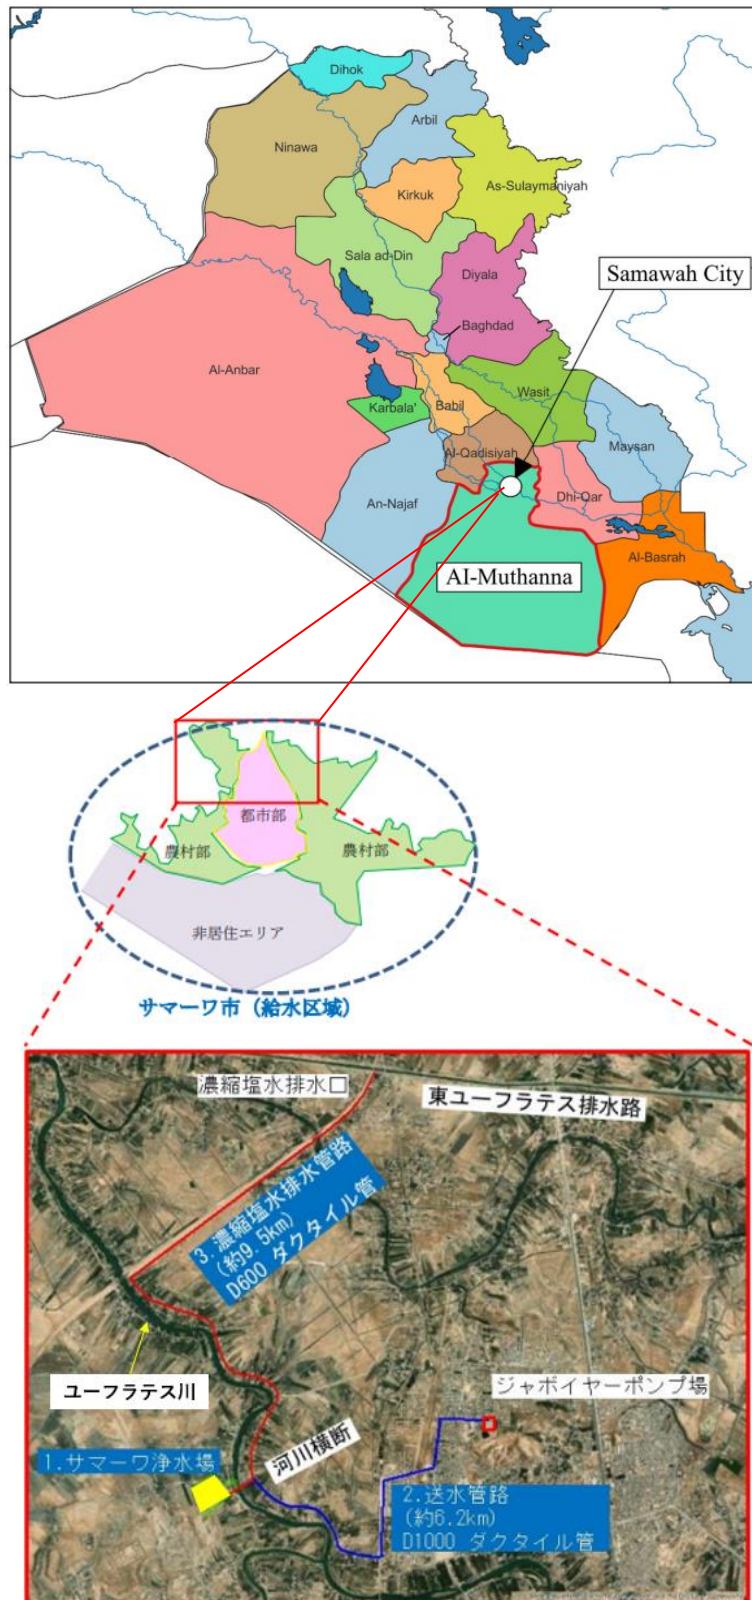 Dihok
Arbil
Ninawa
As-Sulaymaniyah
Kirkuk
Sala ad-Din
Diyala
Samawah City
Baghdad
Al-Anbar
Wasit
Babil
Karbala'
Maysan
Al-Qadisiyah
An-Najaf
Dhi-Qar
Al-Basrah
AI-Muthanna
都市部
農村部
農村部
非居住エリア
サマーワ市（給水区域）
濃縮塩水排水口
東ユーフラテス排水路
3.濃縮塩水排水管路
(約9.5km)
D600 ダクタイル管
ユーフラテス川
ジャボイヤーポンプ場
河川横断
1.サマーワ浄水場
2.送水管路
(約6.2km)
D1000 ダクタイル管